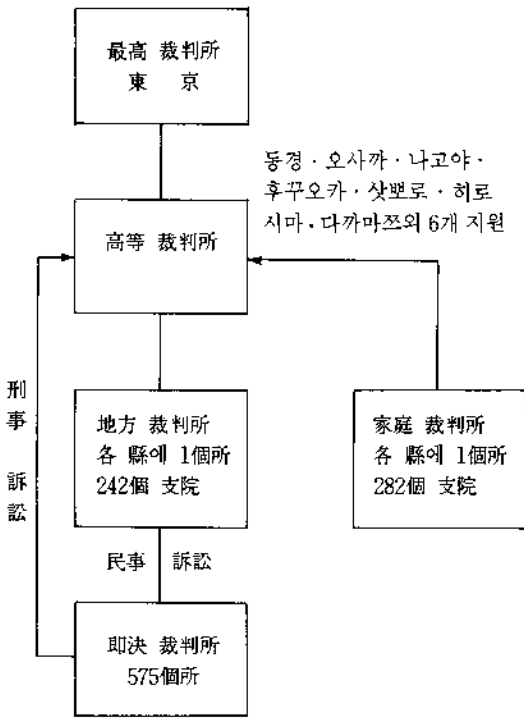 最高 裁判所
東 京
동경·오사까·나고야·
후꾸오카·삿뽀로·히로
시마·다까마쯔외 6개 지원
高等 裁判所
刑事 訴訟
地方 裁判所
各 縣에 1個所
242個 支院
家庭 裁判所
各 縣에 1個所
282個 支院
民事 訴訟
即決 裁判所
575個所